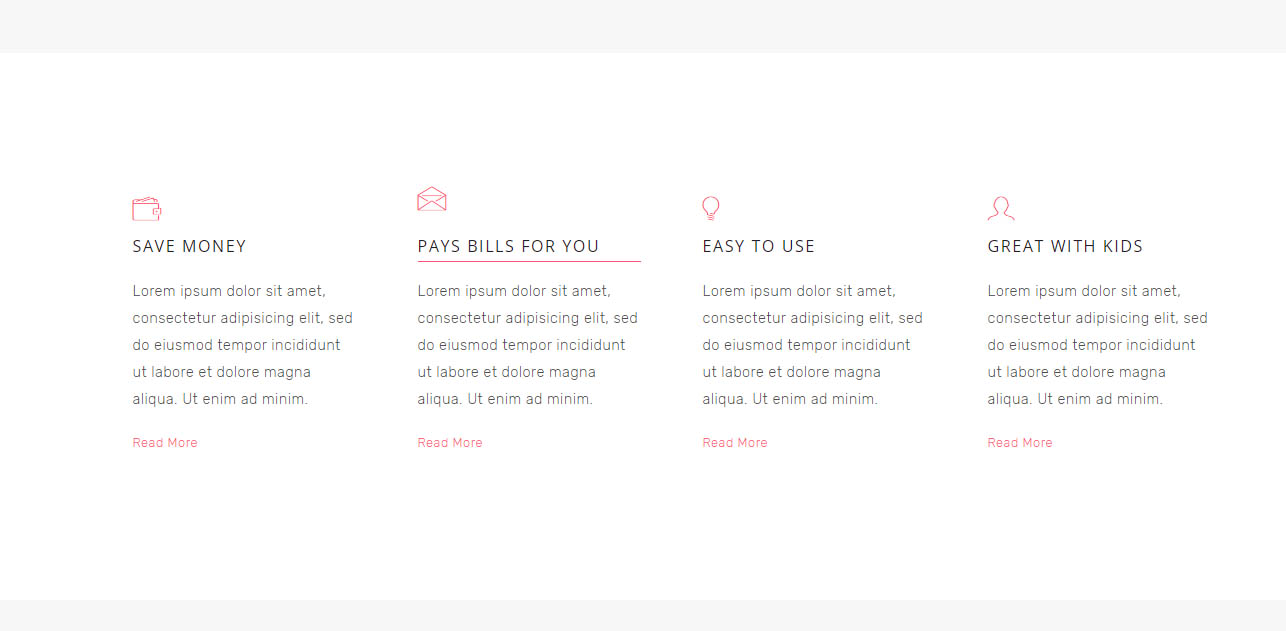 SAVE MONEY
Lorem ipsum dolor sit amet,
consectetur adipisicing elit, sed
do eiusmod tempor incididunt
ut labore et dolore magna
aliqua. Ut enim ad minim.
Read More
PAYS BILLS FOR YOU
Lorem ipsum dolor sit amet,
consectetur adipisicing elit, sed
do eiusmod tempor incididunt
ut labore et dolore magna
aliqua. Ut enim ad minim.
Read More
EASY TO USE
Lorem ipsum dolor sit amet,
consectetur adipisicing elit, sed
do eiusmod tempor incididunt
ut labore et dolore magna
aliqua. Ut enim ad minim.
Read More
GREAT WITH KIDS
Lorem ipsum dolor sit amet,
consectetur adipisicing elit, sed
do eiusmod tempor incididunt
ut labore et dolore magna
aliqua. Ut enim ad minim.
Read More